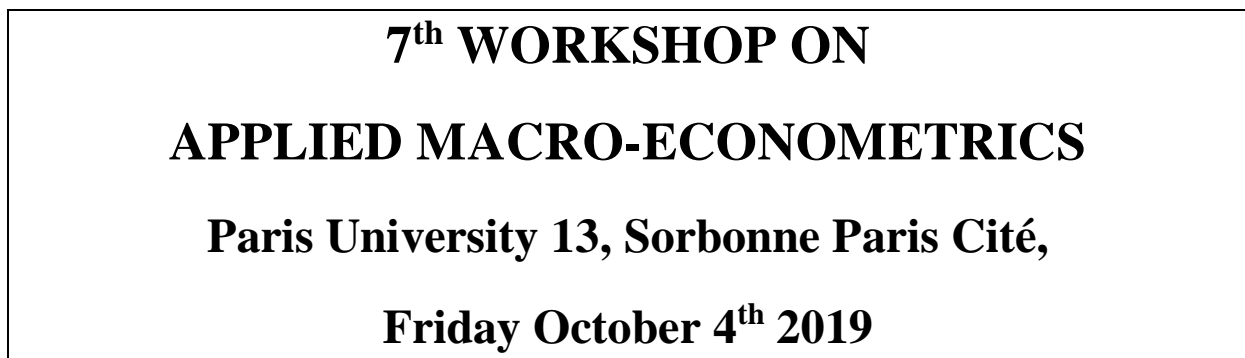 7th WORKSHOP ON
APPLIED MACRO-ECONOMETRICS
Paris University 13, Sorbonne Paris Cité,
Friday October 4th 2019